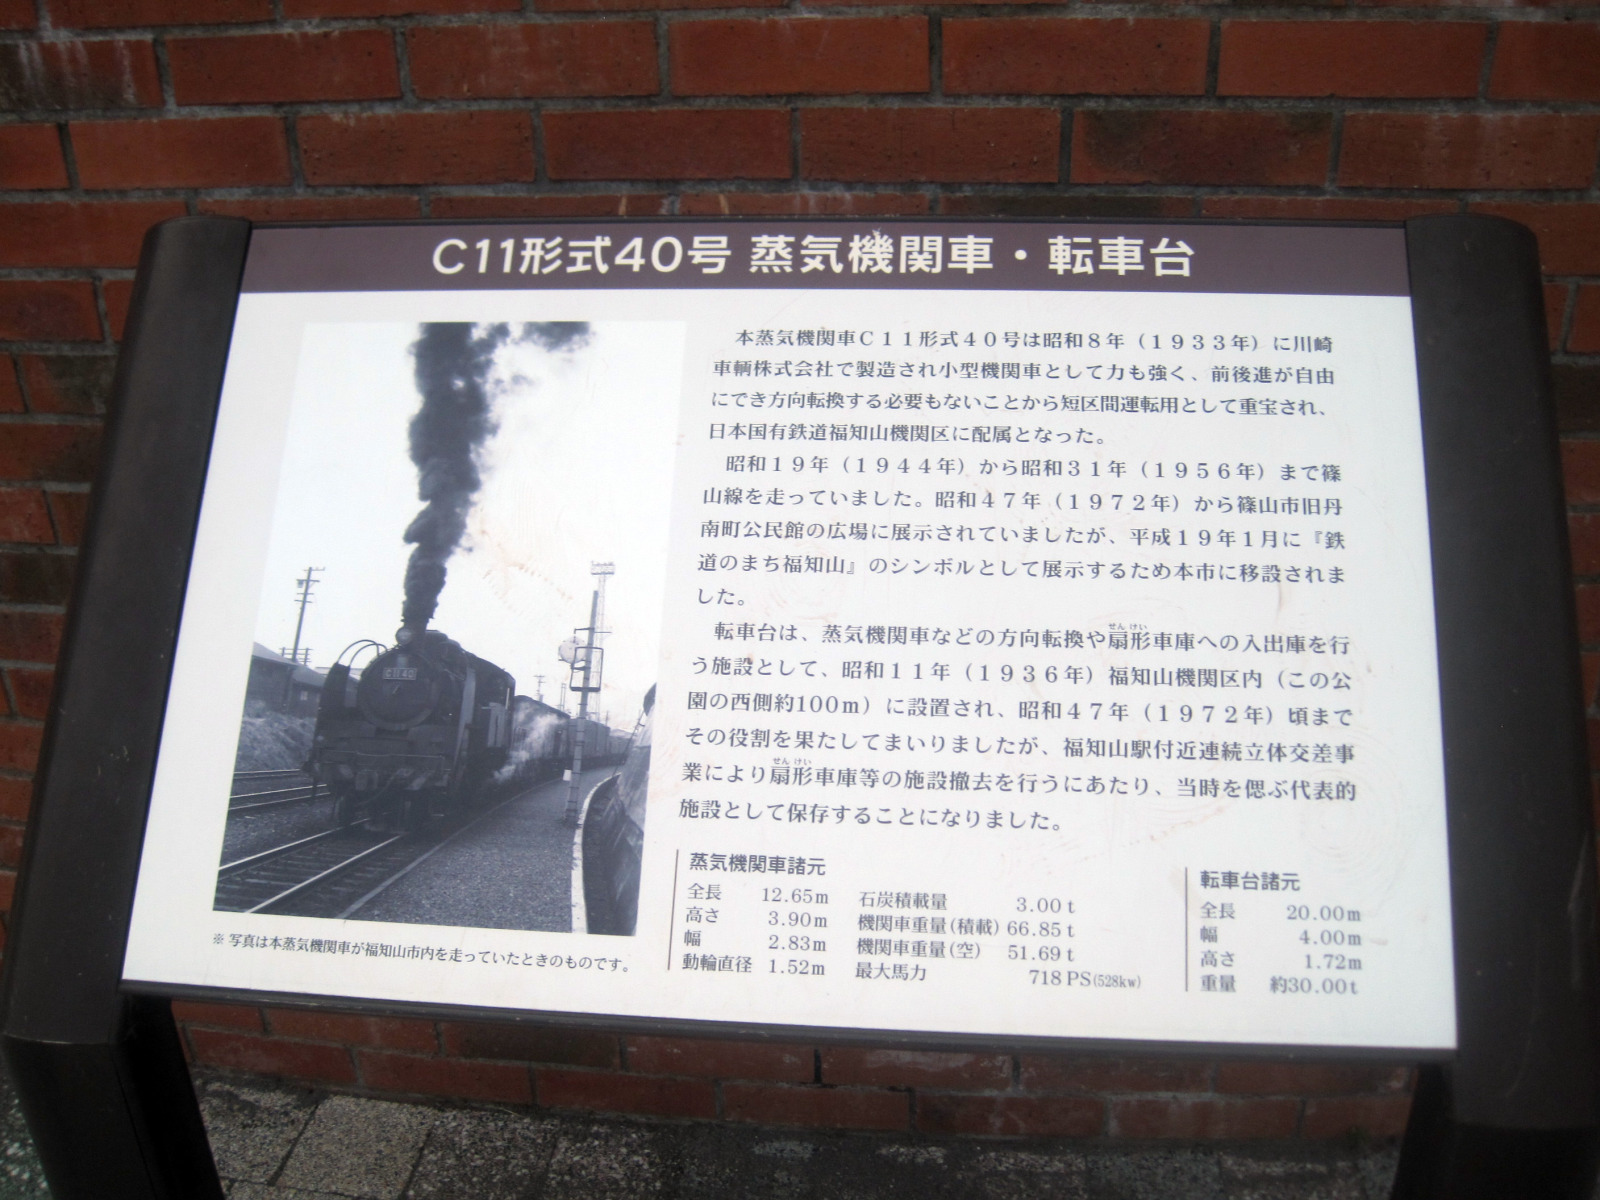 C11形式40号 蒸気機関車・転車台
本蒸気機関車C11形式40号は昭和8年(1933年)に川崎
車輌株式会社で製造され小型機関車として力も強く、前後進が自由
にでき方向転換する必要もないことから短区間運転用として重宝され、
日本国有鉄道福知山機関区に配属となった。
昭和19年(1944年)から昭和31年(1956年)まで篠
山線を走っていました。昭和47年(1972年)から篠山市旧丹
南町公民館の広場に展示されていましたが、平成19年1月に『鉄
道のまち福知山』のシンボルとして展示するため本市に移設されま
した。
転車台は、蒸気機関車などの方向転換や扇形車庫への入出庫を行
う施設として、昭和11年(1936年)福知山機関区内(この公
園の西側約100m)に設置され、昭和47年(1972年)頃まで
その役割を果たしてまいりましたが、福知山駅付近連続立体交差事
業により扇形車庫等の施設撤去を行うにあたり、当時を偲ぶ代表的
施設として保存することになりました。
せんけい
せんけい
C1140
※写真は本蒸気機関車が福知山市内を走っていたときのものです。
蒸気機関車諸元
全長 12.65m 石炭積載量 3.00t
高さ 3.90m 機関車重量(積載) 66.85t
幅 2.83m 機関車重量(空) 51.69t
動輪直径 1.52m 最大馬力 718PS(528kw)
転車台諸元
全長 20.00m
幅 4.00m
高さ 1.72m
重量 約30.00t